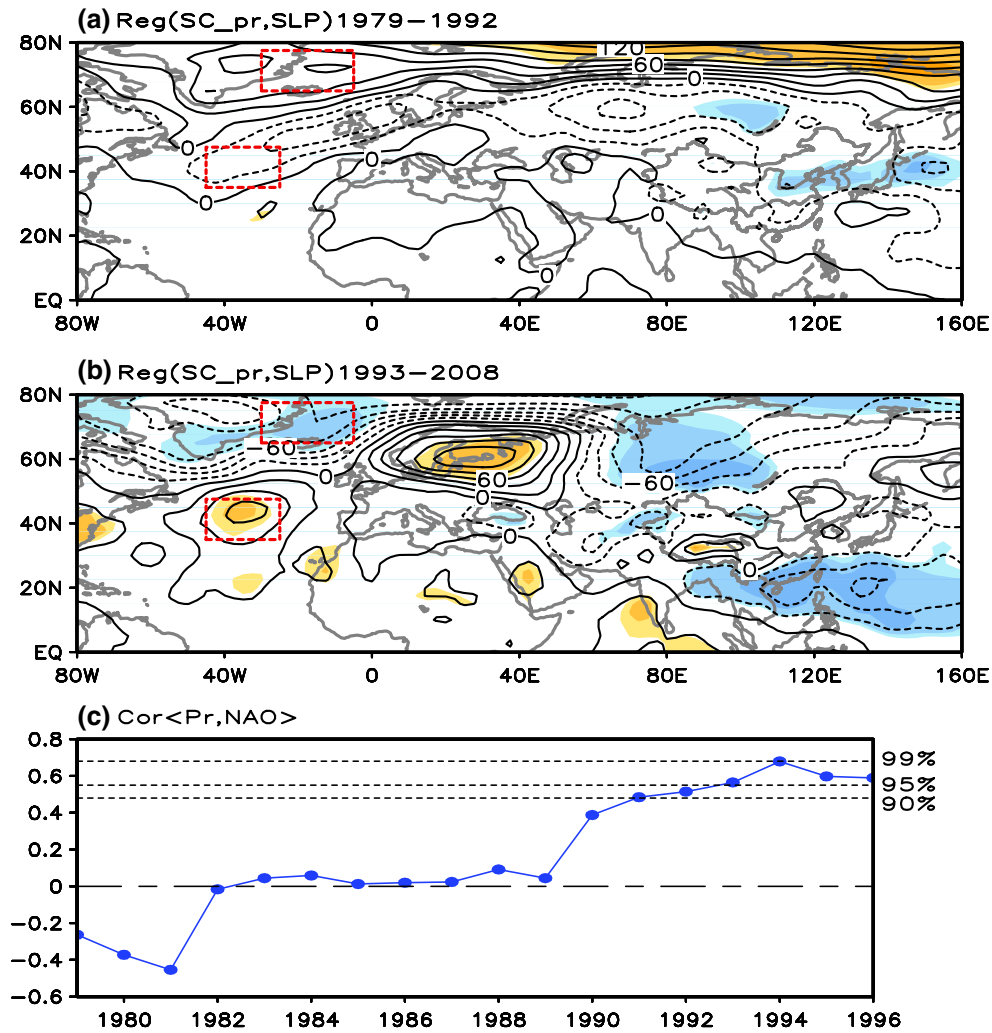 (a) Reg(SC_pr,SLP)1979−1992
80N
60N
40N
20N
EQ
120
60
0
0
0
0
0
0
80W 40W 0 40E 80E 120E 160E
(b) Reg(SC_pr,SLP)1993−2008
80N
60N
40N
20N
EQ
−60
0
60
0
−60
0
0
80W 40W 0 40E 80E 120E 160E
(c) Cor<Pr,NAO>
0.8
0.6
0.4
0.2
0
−0.2
−0.4
−0.6
99%
95%
90%
1980 1982 1984 1986 1988 1990 1992 1994 1996